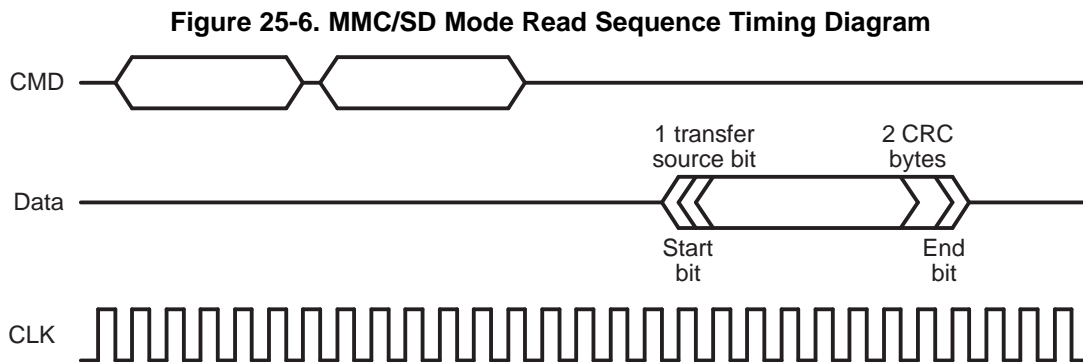 Figure 25-6. MMC/SD Mode Read Sequence Timing Diagram
CMD
1 transfer
source bit
2 CRC
bytes
Data
Start
bit
End
bit
CLK